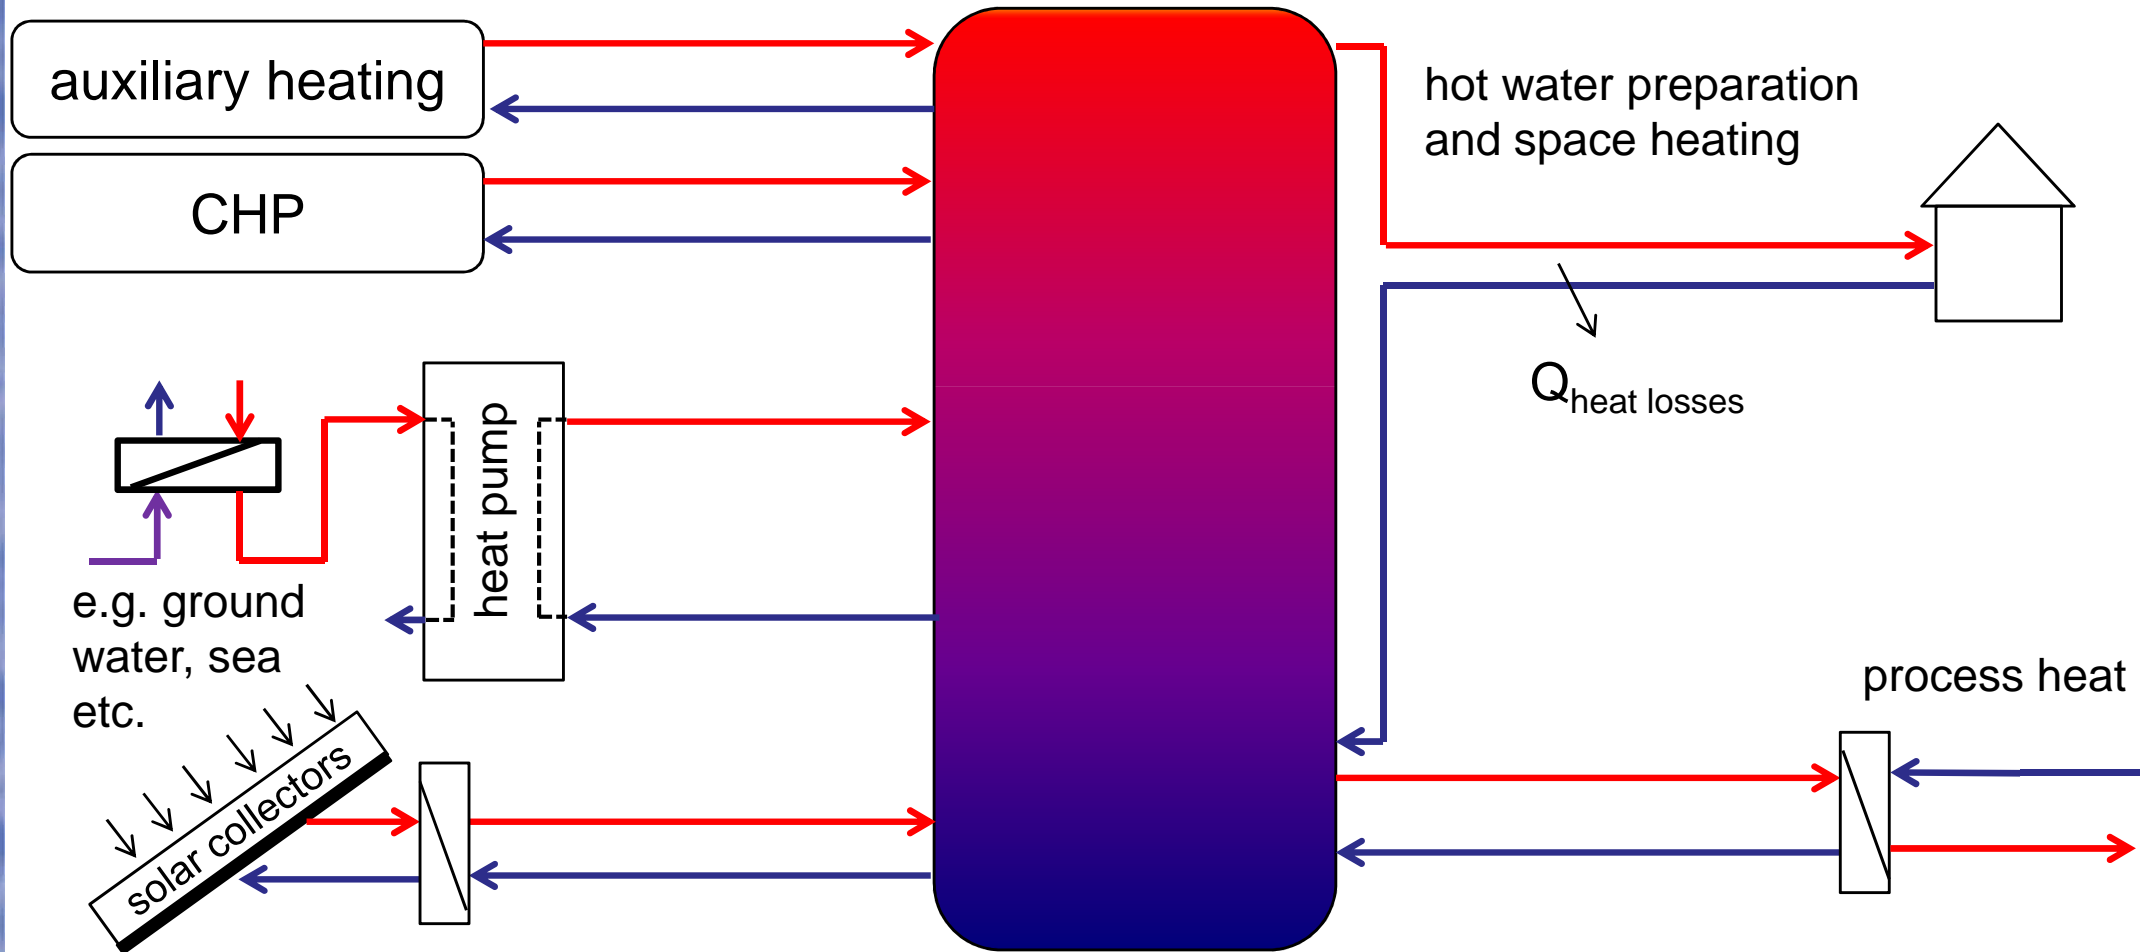 auxiliary heating
CHP
hot water preparation
and space heating
Qheat losses
heat pump
e.g. ground
water, sea
etc.
solar collectors
process heat